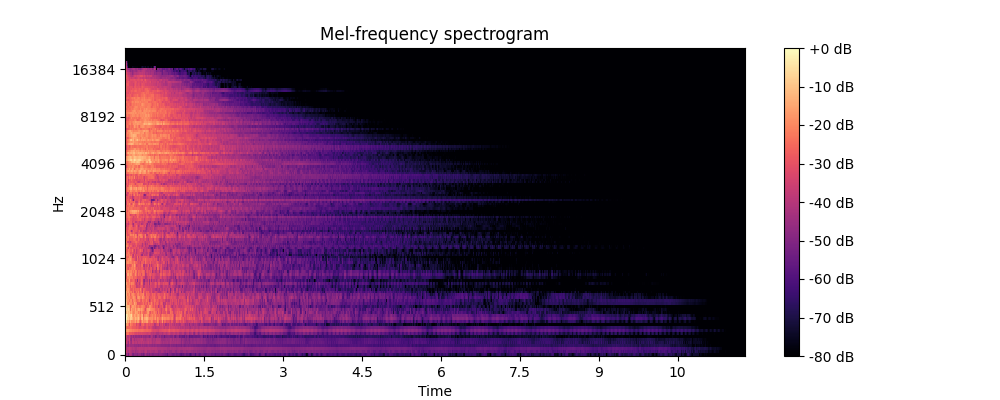 Mel-frequency spectrogram
Hz
16384
8192
4096
2048
1024
512
0
0 1.5 3 4.5 6 7.5 9 10
Time
+0 dB
-10 dB
-20 dB
-30 dB
-40 dB
-50 dB
-60 dB
-70 dB
-80 dB